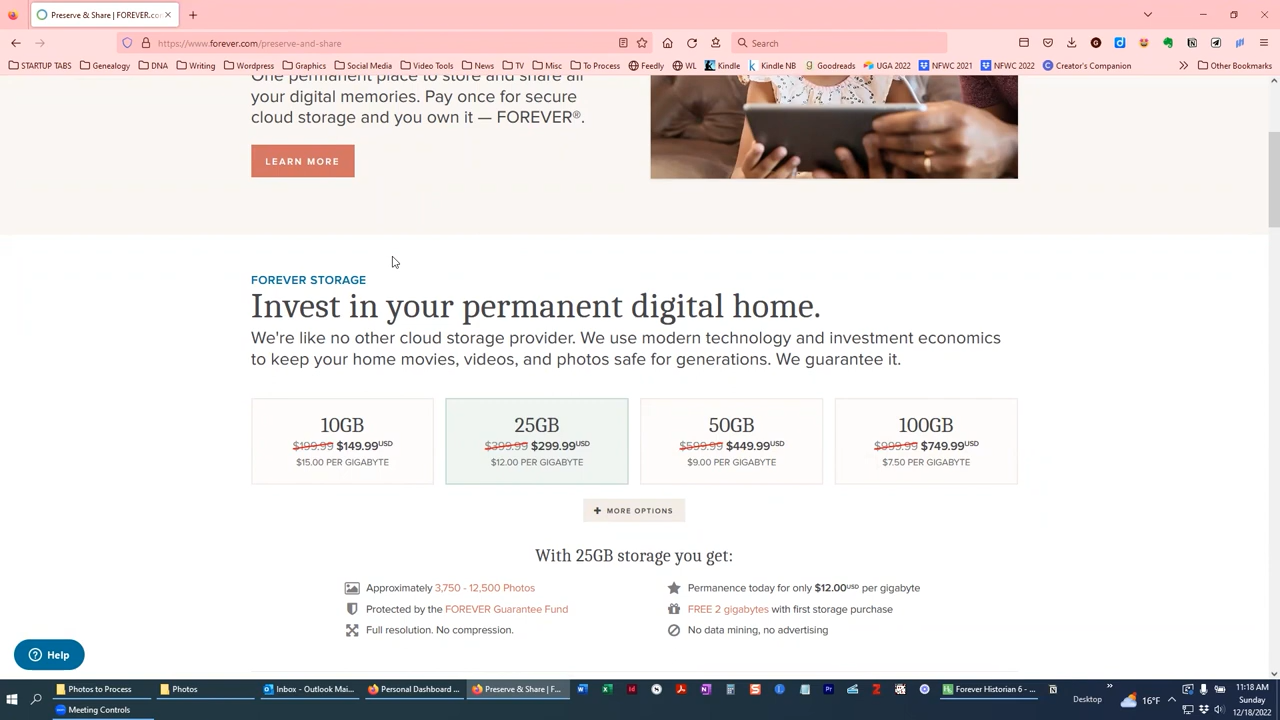 Preserve & Share | FOREVER.co
https://www.forever.com/preserve-and-share
Search
STARTUP TABS
Genealogy
DNA
Writing
Wordpress
Graphics
Social Media
Video Tools
News
TV
Misc
To Process
Feedly
WL
Kindle
Kindle NB
Goodreads
UGA 2022
NFWC 2021
NFWC 2022
Creator's Companion
Other Bookmarks
One permanent place to store and share all
your digital memories. Pay once for secure
cloud storage and you own it — FOREVER®.
LEARN MORE
FOREVER STORAGE
Invest in your permanent digital home.
We're like no other cloud storage provider. We use modern technology and investment economics
to keep your home movies, videos, and photos safe for generations. We guarantee it.
10GB
$199.99 $149.99USD
$15.00 PER GIGABYTE
25GB
$399.99 $299.99USD
$12.00 PER GIGABYTE
50GB
$599.99 $449.99USD
$9.00 PER GIGABYTE
100GB
$999.99 $749.99USD
$7.50 PER GIGABYTE
+ MORE OPTIONS
With 25GB storage you get:
Approximately 3,750 - 12,500 Photos
Protected by the FOREVER Guarantee Fund
Full resolution. No compression.
Permanence today for only $12.00USD per gigabyte
FREE 2 gigabytes with first storage purchase
No data mining, no advertising
Help
Photos to Process
Photos
Inbox - Outlook Mai...
Personal Dashboard ...
Preserve & Share | F...
Forever Historian 6 - ...
Desktop
16°F
11:18 AM
Sunday
12/18/2022
Meeting Controls